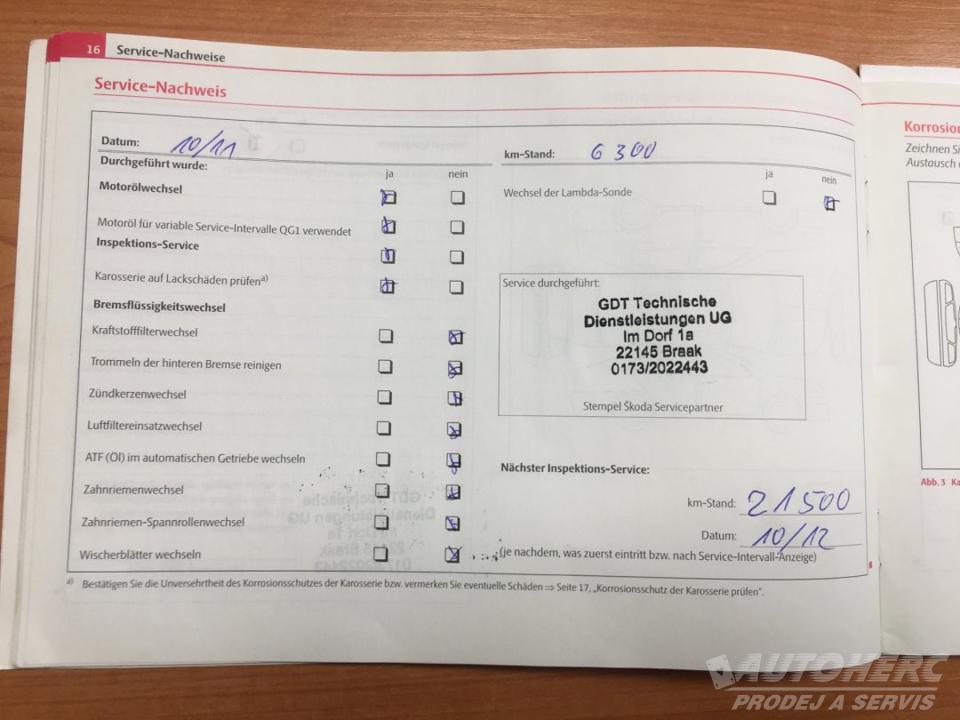 16 Service-Nachweise
Service-Nachweis
Datum: 10/11
km-Stand: 6300
Durchgeführt wurde:
ja nein
ja nein
Motorölwechsel
Wechsel der Lambda-Sonde
Motoröl für variable Service-Intervalle QG1 verwendet
Inspektions-Service
Karosserie auf Lackschäden prüfen a)
Bremsflüssigkeitswechsel
Kraftstofffilterwechsel
Trommeln der hinteren Bremse reinigen
Zündkerzenwechsel
Luftfiltereinsatzwechsel
ATF (Öl) im automatischen Getriebe wechseln
Zahnriemenwechsel
Zahnriemen-Spannrollenwechsel
Wischerblätter wechseln
Service durchgeführt:
GDT Technische
Dienstleistungen UG
Im Dorf 1a
22145 Braak
0173/2022443
Stempel Škoda Servicepartner
Nächster Inspektions-Service:
km-Stand: 21500
Datum: 10/12
(je nachdem, was zuerst eintritt bzw. nach Service-Intervall-Anzeige)
a) Bestätigen Sie die Unversehrtheit des Korrosionsschutzes der Karosserie bzw. vermerken Sie eventuelle Schäden ⇒ Seite 17, „Korrosionsschutz der Karosserie prüfen".
Korrosion
Zeichnen Si
Austausch
Abb. 3 Ka
AUTOHERC
PRODEJ A SERVIS